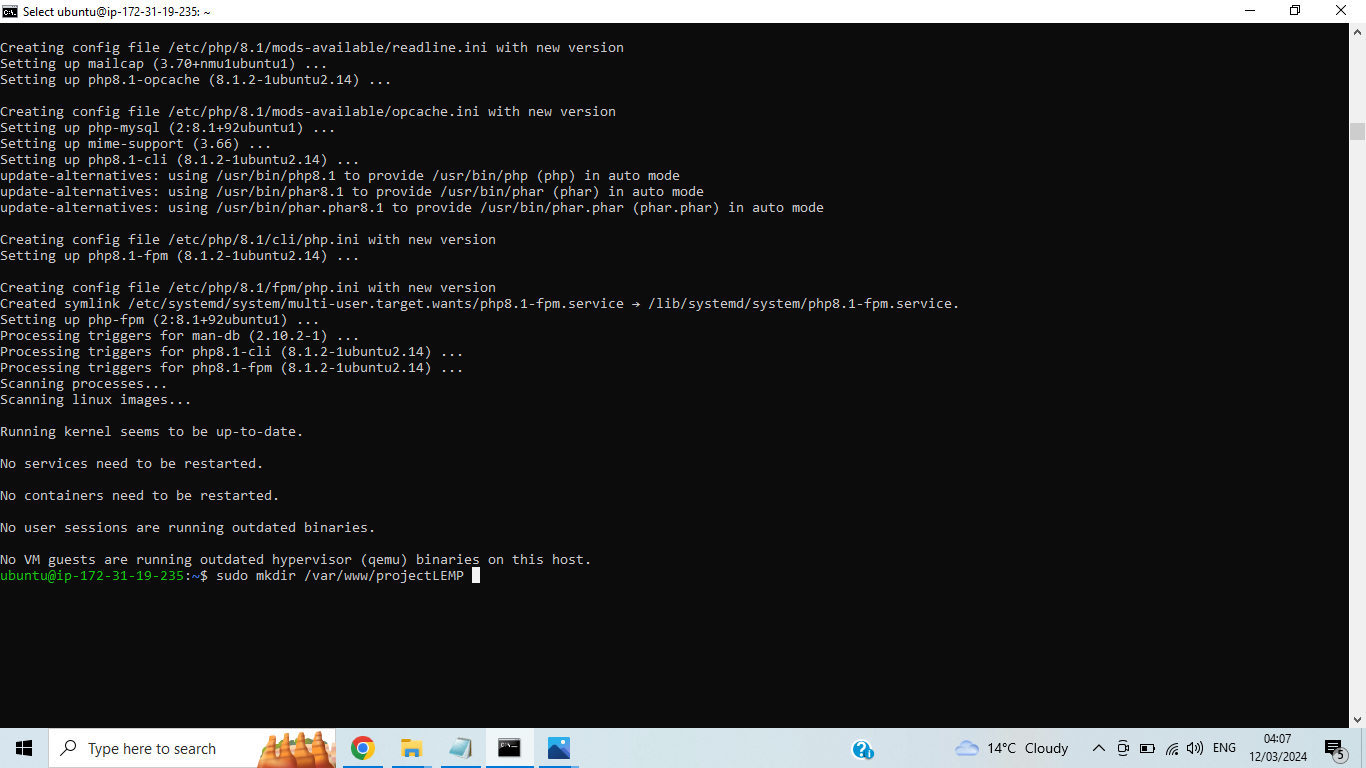 Select ubuntu@ip-172-31-19-235: ~
Creating config file /etc/php/8.1/mods-available/readline.ini with new version
Setting up mailcap (3.70+nmu1ubuntu1) ...
Setting up php8.1-opcache (8.1.2-1ubuntu2.14) ...
Creating config file /etc/php/8.1/mods-available/opcache.ini with new version
Setting up php-mysql (2:8.1+92ubuntu1) ...
Setting up mime-support (3.66) ...
Setting up php8.1-cli (8.1.2-1ubuntu2.14) ...
update-alternatives: using /usr/bin/php8.1 to provide /usr/bin/php (php) in auto mode
update-alternatives: using /usr/bin/phar8.1 to provide /usr/bin/phar (phar) in auto mode
update-alternatives: using /usr/bin/phar.phar8.1 to provide /usr/bin/phar.phar (phar.phar) in auto mode
Creating config file /etc/php/8.1/cli/php.ini with new version
Setting up php8.1-fpm (8.1.2-1ubuntu2.14) ...
Creating config file /etc/php/8.1/fpm/php.ini with new version
Created symlink /etc/systemd/system/multi-user.target.wants/php8.1-fpm.service → /lib/systemd/system/php8.1-fpm.service.
Setting up php-fpm (2:8.1+92ubuntu1) ...
Processing triggers for man-db (2.10.2-1) ...
Processing triggers for php8.1-cli (8.1.2-1ubuntu2.14) ...
Processing triggers for php8.1-fpm (8.1.2-1ubuntu2.14) ...
Scanning processes...
Scanning linux images...
Running kernel seems to be up-to-date.
No services need to be restarted.
No containers need to be restarted.
No user sessions are running outdated binaries.
No VM guests are running outdated hypervisor (qemu) binaries on this host.
ubuntu@ip-172-31-19-235:~$ sudo mkdir /var/www/projectLEMP
Type here to search
14°C Cloudy
ENG
04:07
12/03/2024
5